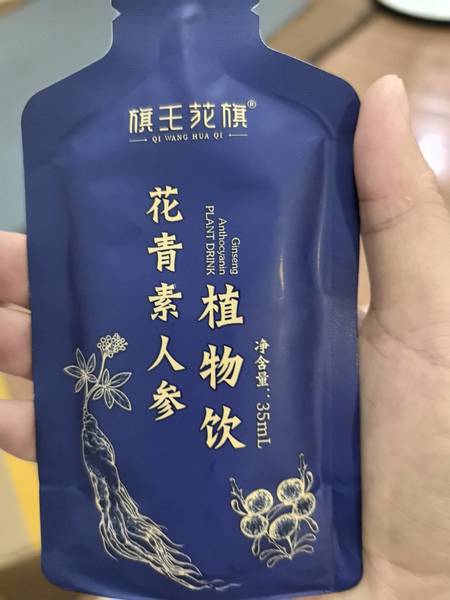 旗王花旗®
QI WANG HUA QI
花青素人参
植物饮
Ginseng
Anthocyanin
PLANT DRINK
净含量：35mL